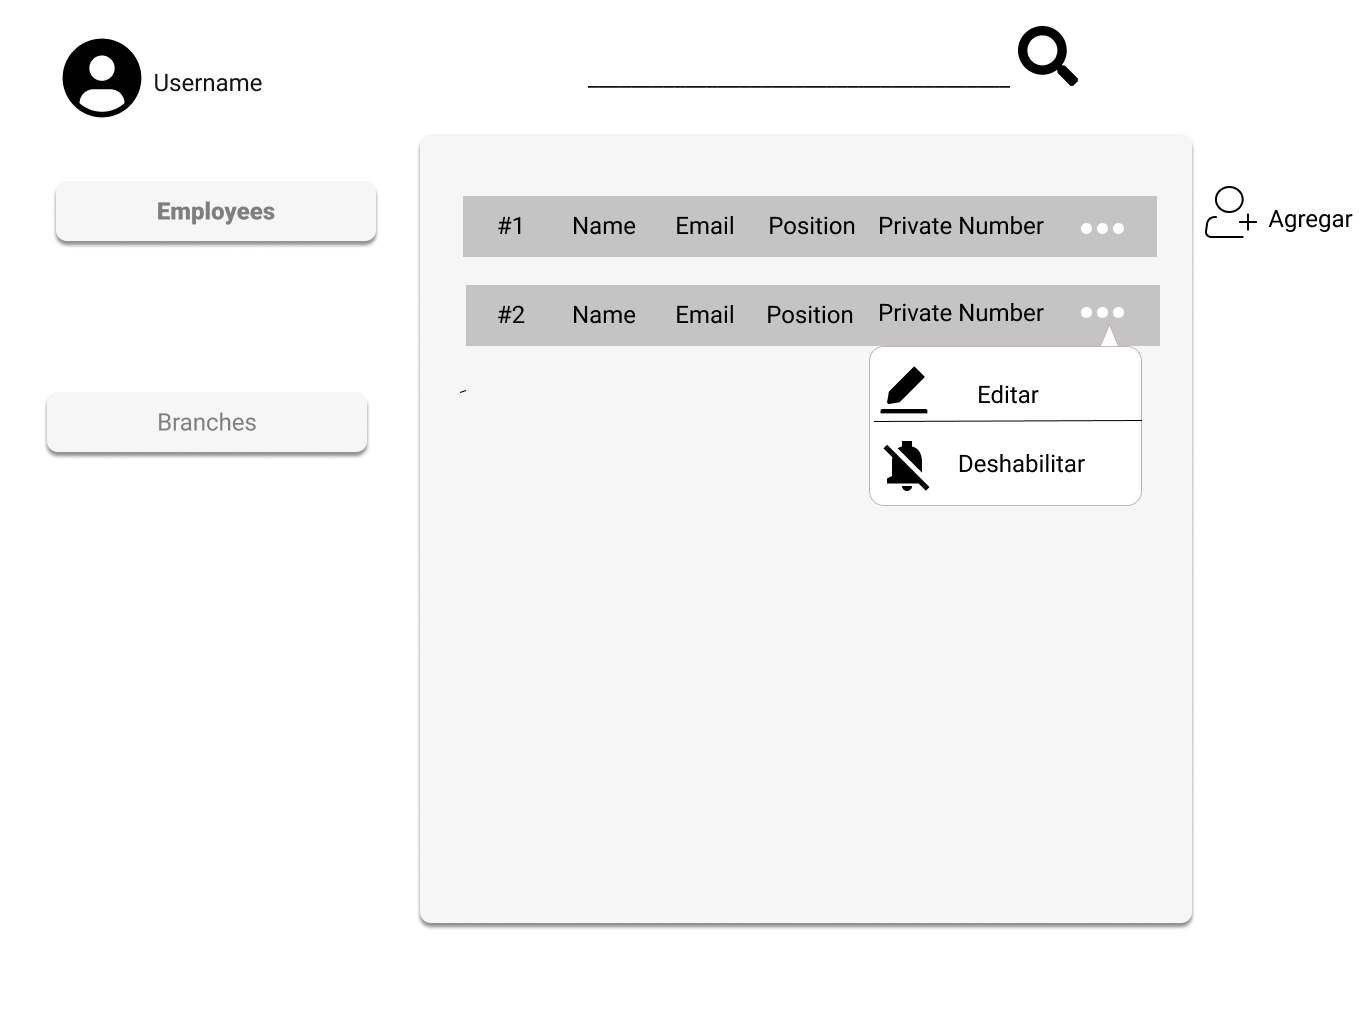 Username
Employees
Branches
#1 Name Email Position Private Number
#2 Name Email Position Private Number
Editar
Deshabilitar
Agregar